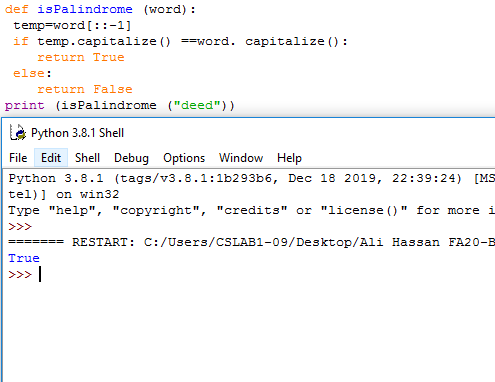 def isPalindrome (word):
 temp=word[::-1]
 if temp.capitalize() ==word. capitalize():
    return True
 else:
    return False
print (isPalindrome ("deed"))
Python 3.8.1 Shell
File Edit Shell Debug Options Window Help
Python 3.8.1 (tags/v3.8.1:1b293b6, Dec 18 2019, 22:39:24) [MS
tel)] on win32
Type "help", "copyright", "credits" or "license()" for more i
>>>
======= RESTART: C:/Users/CSLAB1-09/Desktop/Ali Hassan FA20-B
True
>>>